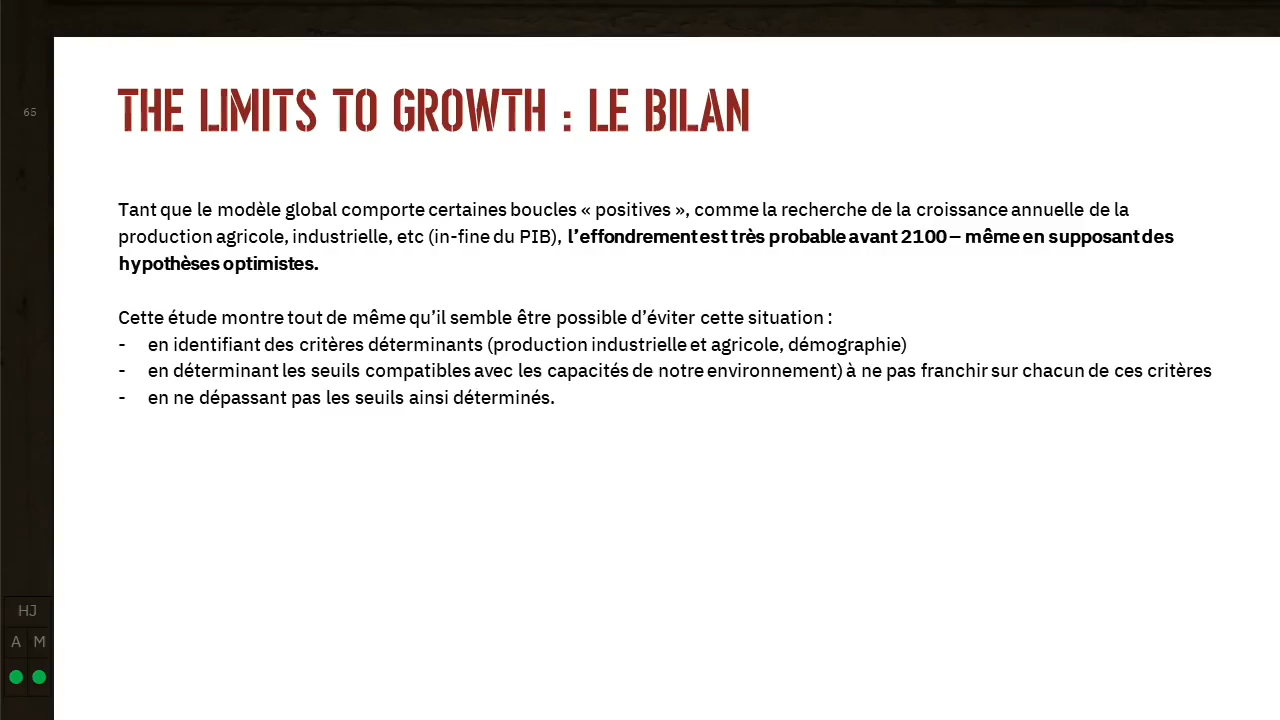 65
THE LIMITS TO GROWTH : LE BILAN
Tant que le modèle global comporte certaines boucles « positives », comme la recherche de la croissance annuelle de la
production agricole, industrielle, etc (in-fine du PIB), l’effondrement est très probable avant 2100 – même en supposant des
hypothèses optimistes.
Cette étude montre tout de même qu’il semble être possible d’éviter cette situation :
- en identifiant des critères déterminants (production industrielle et agricole, démographie)
- en déterminant les seuils compatibles avec les capacités de notre environnement) à ne pas franchir sur chacun de ces critères
- en ne dépassant pas les seuils ainsi déterminés.
HJ
A M